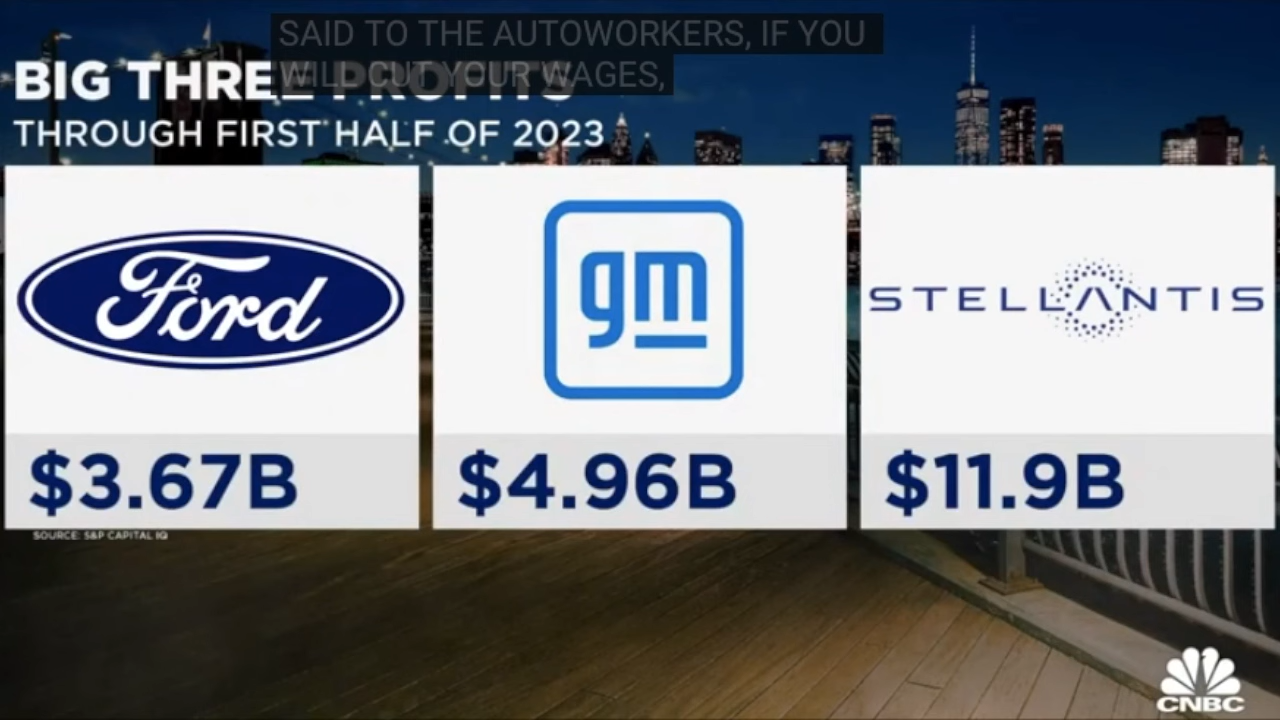 SAID TO THE AUTOWORKERS, IF YOU
WILL CUT YOUR WAGES,
BIG THREE PROFITS
THROUGH FIRST HALF OF 2023
Ford
gm
STELLANTIS
$3.67B
$4.96B
$11.9B
SOURCE: S&P CAPITAL IQ
CNBC